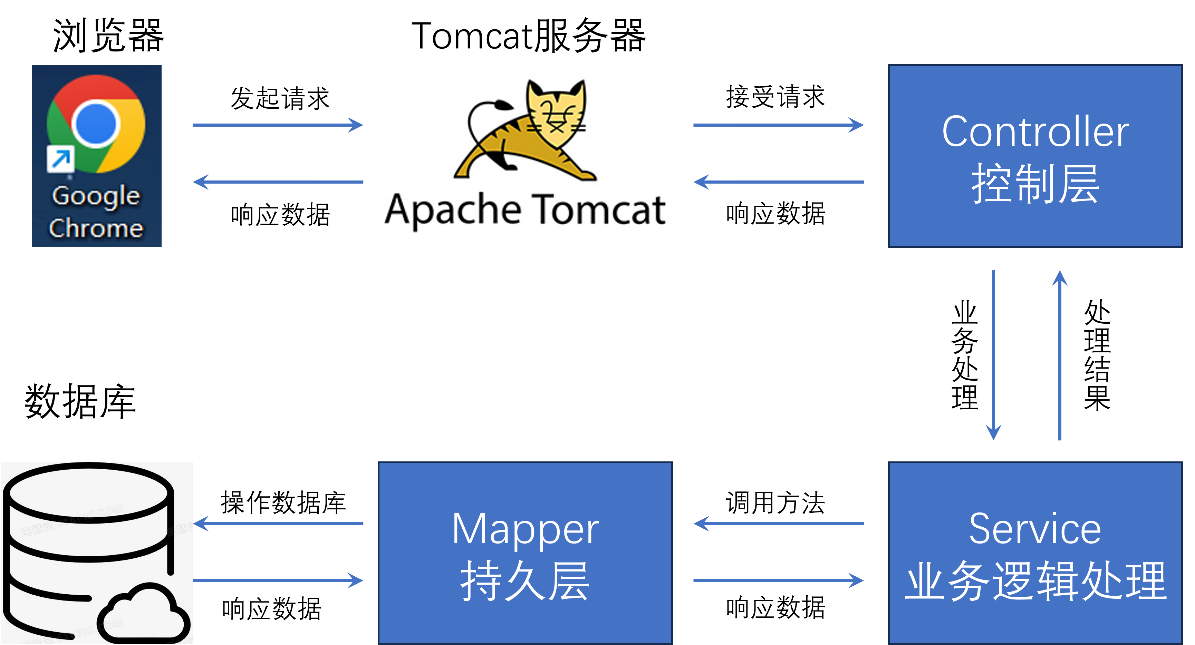 浏览器
Tomcat服务器
发起请求
接受请求
Controller
控制层
Google
Chrome
Apache Tomcat
响应数据
响应数据
业务处理
处理结果
数据库
操作数据库
调用方法
Mapper
持久层
Service
业务逻辑处理
响应数据
响应数据